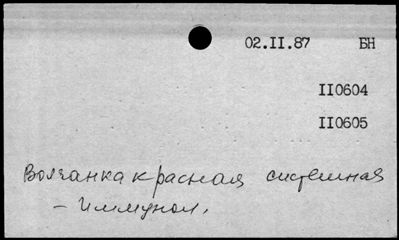 02.II.87 БН
II0604
II0605
Волчанка красная системная
- Иммунол.